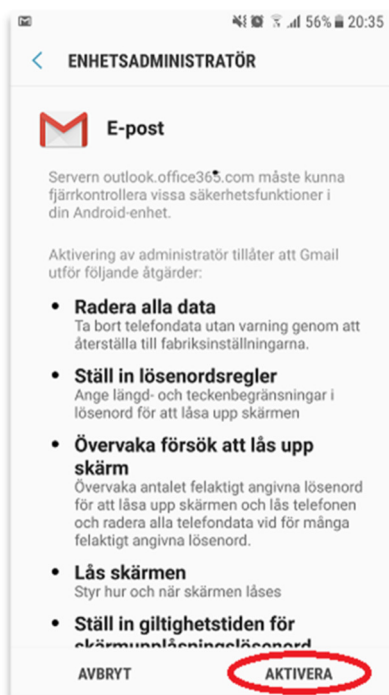 56% 20:35
ENHETSADMINISTRATÖR
E-post
Servern outlook.office365.com måste kunna
fjärrkontrollera vissa säkerhetsfunktioner i
din Android-enhet.
Aktivering av administratör tillåter att Gmail
utför följande åtgärder:
• Radera alla data
Ta bort telefondata utan varning genom att
återställa till fabriksinställningarna.
• Ställ in lösenordsregler
Ange längd- och teckenbegränsningar i
lösenord för att låsa upp skärmen
• Övervaka försök att lås upp
skärm
Övervaka antalet felaktigt angivna lösenord
för att låsa upp skärmen och lås telefonen
och radera alla telefondata vid för många
felaktigt angivna lösenord.
• Lås skärmen
Styr hur och när skärmen låses
• Ställ in giltighetstiden för
skärmupplåsningslösenord
AVBRYT AKTIVERA